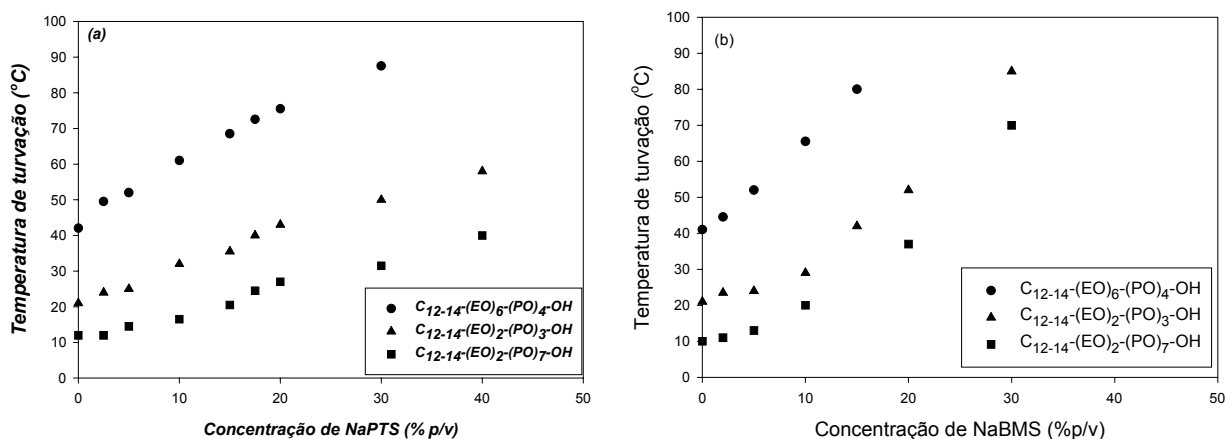 (a)
Temperatura de turvação (°C)
100
90
80
70
60
50
40
30
20
10
0
0 10 20 30 40 50
Concentração de NaPTS (% p/v)
C12-14-(EO)6-(PO)4-OH
C12-14-(EO)2-(PO)3-OH
C12-14-(EO)2-(PO)7-OH
(b)
Temperatura de turvação (°C)
100
90
80
70
60
50
40
30
20
10
0
0 10 20 30 40 50
Concentração de NaBMS (%p/v)
C12-14-(EO)6-(PO)4-OH
C12-14-(EO)2-(PO)3-OH
C12-14-(EO)2-(PO)7-OH